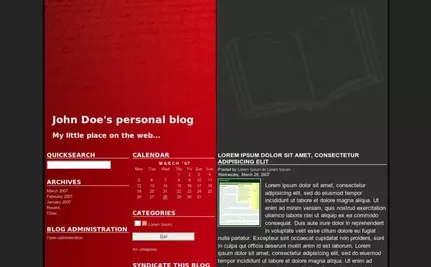 John Doe's personal blog
My little place on the web...
QUICKSEARCH
ARCHIVES
March 2007
February 2007
January 2007
Recent...
Older...
BLOG ADMINISTRATION
Open administration
CALENDAR
MARCH '07
Mon Tue Wed Thu Fri Sat Sun
1 2 3 4
5 6 7 8 9 10 11
12 13 14 15 16 17 18
19 20 21 22 23 24 25
26 27 28 29 30 31
CATEGORIES
Lorem Ipsum
Go!
All categories
SYNDICATE THIS BLOG
LOREM IPSUM DOLOR SIT AMET, CONSECTETUR
ADIPISICING ELIT
Posted by Lorem Ipsum in Lorem Ipsum
Wednesday, March 28, 2007
Lorem ipsum dolor sit amet, consectetur
adipisicing elit, sed do eiusmod tempor
incididunt ut labore et dolore magna aliqua. Ut
enim ad minim veniam, quis nostrud exercitation
ullamco laboris nisi ut aliquip ex ea commodo
consequat. Duis aute irure dolor in
reprehenderit in voluptate velit esse cillum dolore eu fugiat nulla
pariatur. Excepteur sint occaecat cupidatat non proident, sunt
in culpa qui officia deserunt mollit anim id est laborum. Lorem
ipsum dolor sit amet, consectetur adipisicing elit, sed do
eiusmod tempor incididunt ut labore et dolore magna aliqua. Ut enim ad